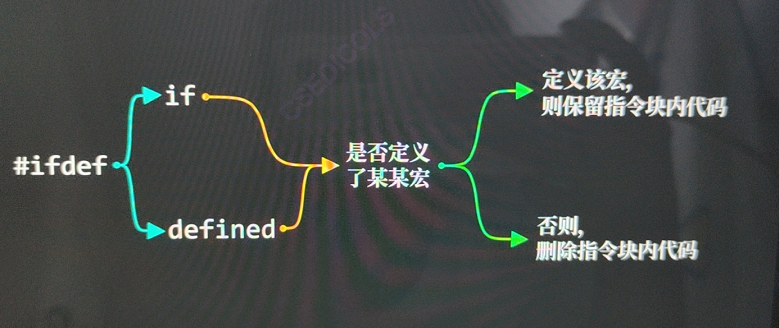 #ifdef
if
defined
是否定义
了某某宏
定义该宏,
则保留指令块内代码
否则,
删除指令块内代码